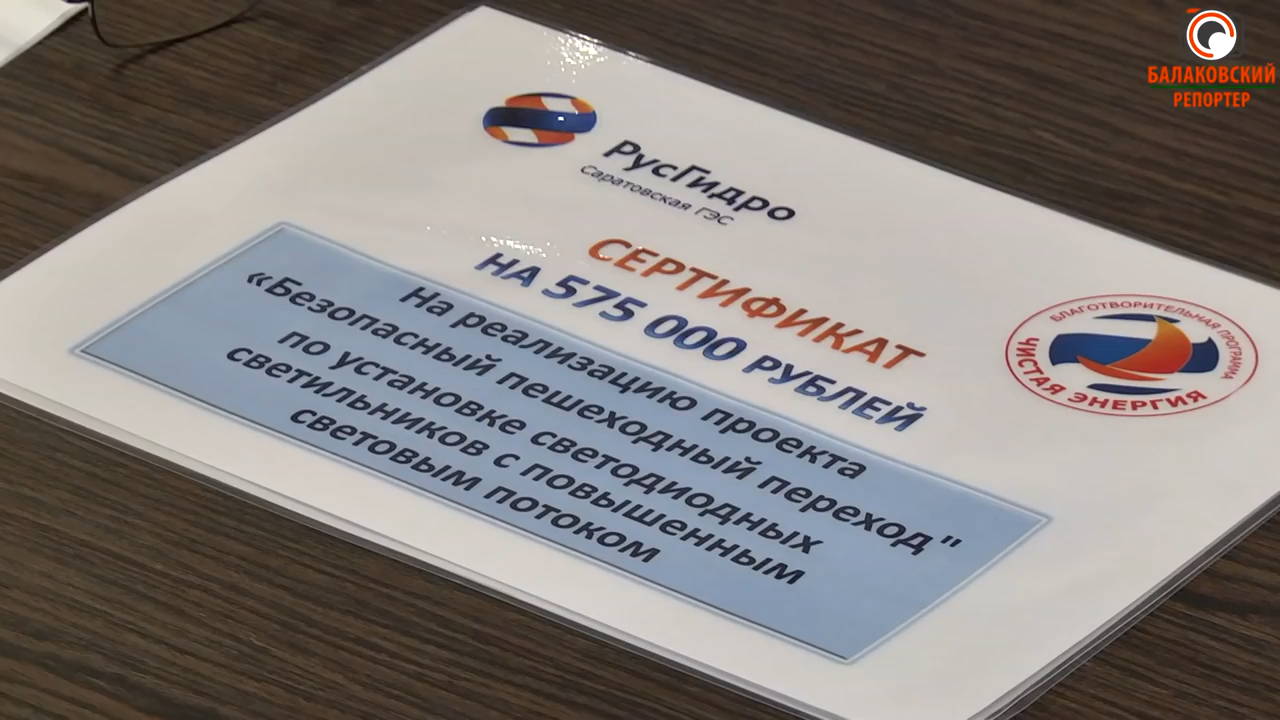 БАЛАКОВСКИЙ
РЕПОРТЕР
РусГидро
Саратовская ГЭС
СЕРТИФИКАТ
НА 575 000 РУБЛЕЙ
На реализацию проекта
«Безопасный пешеходный переход"
по установке светодиодных
светильников с повышенным
световым потоком
БЛАГОТВОРИТЕЛЬНАЯ ПРОГРАММА
ЧИСТАЯ ЭНЕРГИЯ